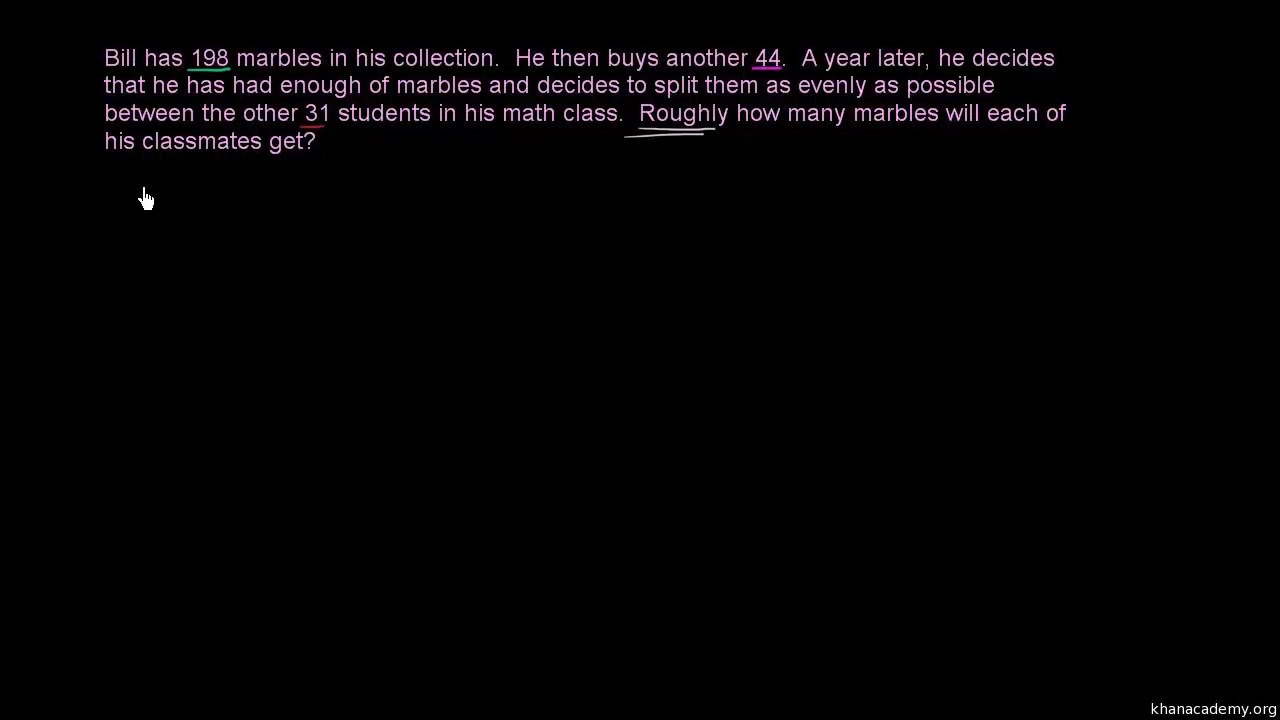 Bill has 198 marbles in his collection.  He then buys another 44.  A year later, he decides
that he has had enough of marbles and decides to split them as evenly as possible
between the other 31 students in his math class.  Roughly how many marbles will each of
his classmates get?
khanacademy.org